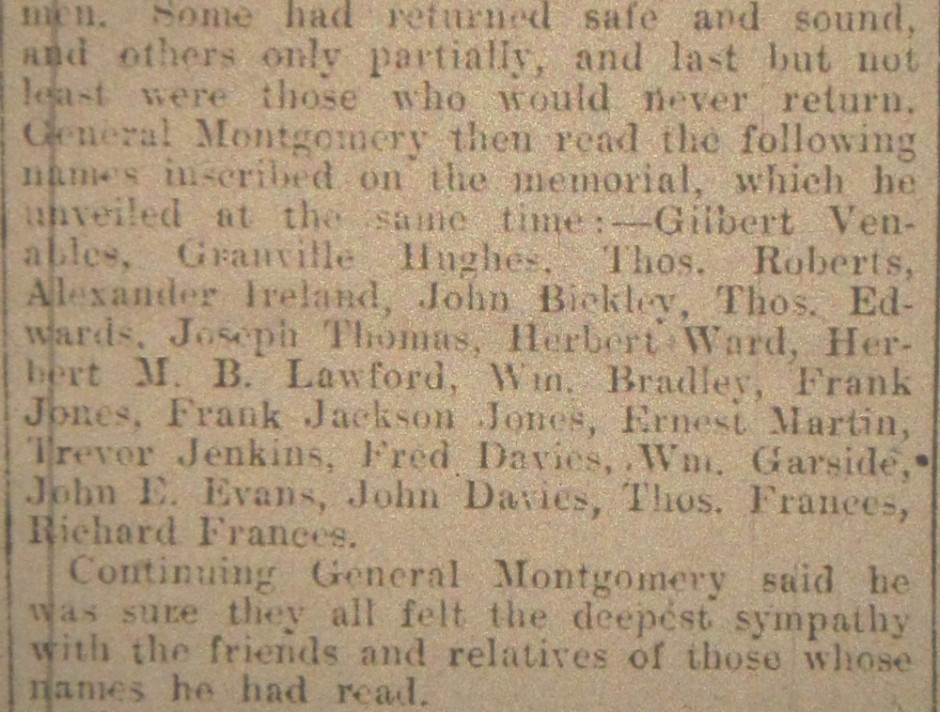 men. Some had returned safe and sound,
and others only partially, and last but not
least were those who would never return.
General Montgomery then read the following
names inscribed on the memorial, which he
unveiled at the same time:—Gilbert Ven-
ables, Granville Hughes, Thos. Roberts,
Alexander Ireland, John Bickley, Thos. Ed-
wards, Joseph Thomas, Herbert Ward, Her-
bert M. B. Lawford, Wm. Bradley, Frank
Jones, Frank Jackson Jones, Ernest Martin,
Trevor Jenkins, Fred Davies, Wm. Garside,
John E. Evans, John Davies, Thos. Frances,
Richard Frances.
Continuing General Montgomery said he
was sure they all felt the deepest sympathy
with the friends and relatives of those whose
names he had read.